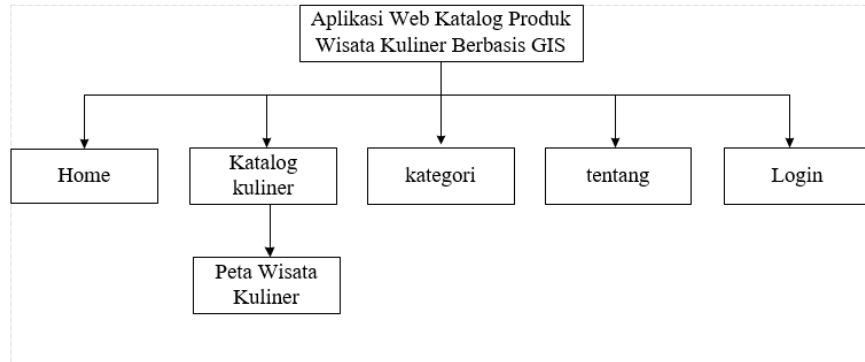 Aplikasi Web Katalog Produk
Wisata Kuliner Berbasis GIS
Home
Katalog
kuliner
kategori
tentang
Login
Peta Wisata
Kuliner